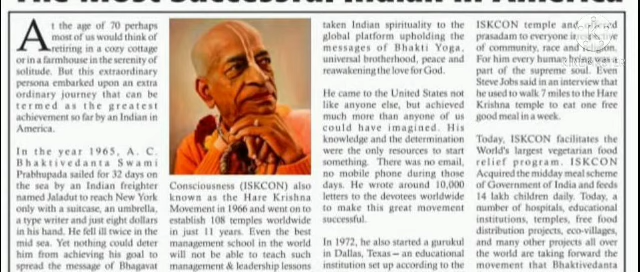 The Most Successful Indian in America
At the age of 70 perhaps
most of us would think of
retiring in a cozy cottage
or in a farmhouse in the serenity of
solitude. But this extraordinary
persona embarked upon an extra
ordinary journey that can be
termed as the greatest
achievement so far by an Indian in
America.
In the year 1965, A. C.
Bhaktivedanta Swami
Prabhupada sailed for 32 days on
the sea by an Indian freighter
named Jaladut to reach New York
only with a suitcase, an umbrella,
a type writer and just eight dollars
in his hand. He fell ill twice in the
mid sea. Yet nothing could deter
him from achieving his goal to
spread the message of Bhagavat
Consciousness (ISKCON) also
known as the Hare Krishna
Movement in 1966 and went on to
establish 108 temples worldwide
in just 11 years. Even the best
management school in the world
will not be able to teach such
management & leadership lessons
taken Indian spirituality to the
global platform upholding the
messages of Bhakti Yoga,
universal brotherhood, peace and
reawakening the love for God.
He came to the United States not
like anyone else, but achieved
much more than anyone of us
could have imagined. His
knowledge and the determination
were the only resources to start
something. There was no email,
no mobile phone during those
days. He wrote around 10,000
letters to the devotees worldwide
to make this great movement
successful.
In 1972, he also started a gurukul
in Dallas, Texas – an educational
institution set up according to the
ISKCON temple and
prasadam to everyone
of community, race and
For him every human
part of the supreme soul. Even
Steve Jobs said in an interview that
he used to walk 7 miles to the Hare
Krishna temple to eat one free
good meal in a week.
Today, ISKCON facilitates the
World's largest vegetarian food
relief program. ISKCON
Acquired the midday meal scheme
of Government of India and feeds
14 lakh children daily. Today, a
number of hospitals, educational
institutions, temples, free food
distribution projects, eco-villages,
and many other projects all over
the world are taking forward the
movement that Bhaktivedanta